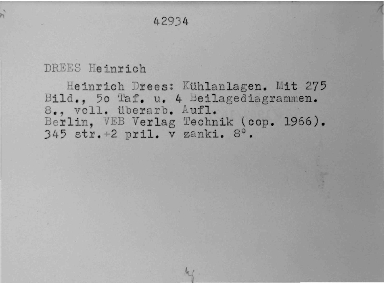 42934
DREES Heinrich
Heinrich Drees: Kühlanlagen. Mit 275
Bild., 5o Taf. u. 4 Beilagediagrammen.
8., voll. überarb. Aufl.
Berlin, VEB Verlag Technik (cop. 1966).
345 str.+2 pril. v zanki. 8°.